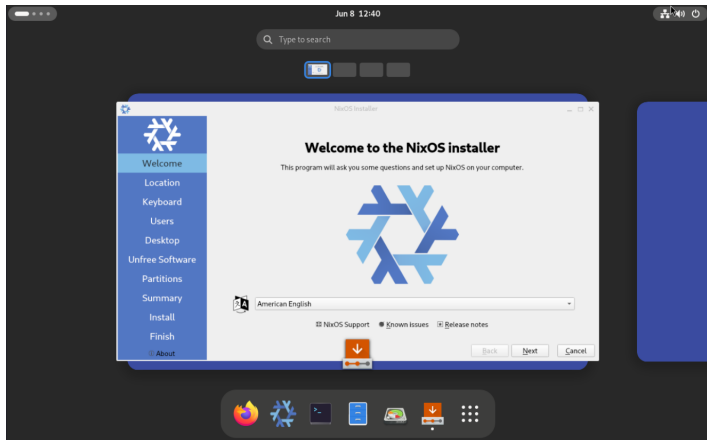 Jun 8 12:40
Type to search
NixOS Installer
Welcome to the NixOS installer
This program will ask you some questions and set up NixOS on your computer.
Welcome
Location
Keyboard
Users
Desktop
Unfree Software
Partitions
Summary
Install
Finish
About
American English
NixOS Support Known issues Release notes
Back Next Cancel